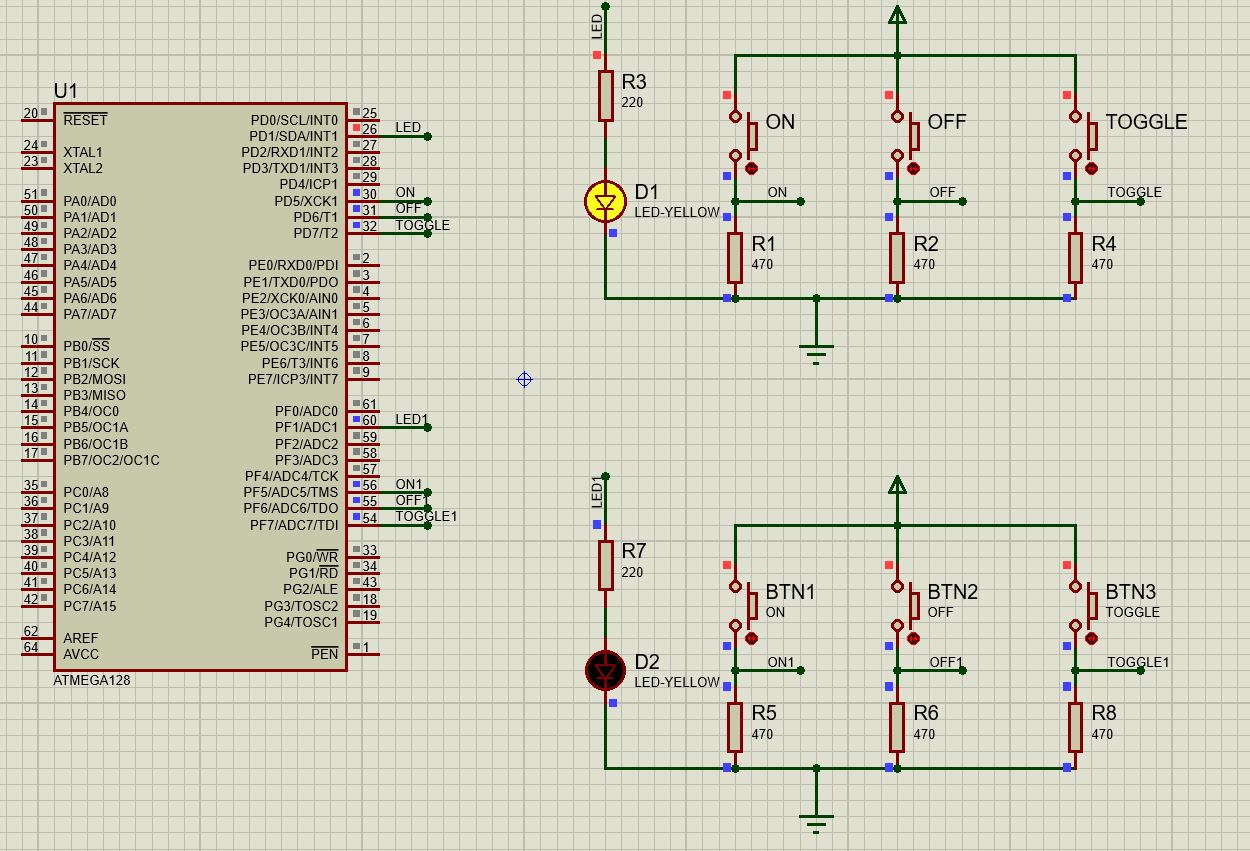 U1
20 RESET
24 XTAL1
23 XTAL2
51 PA0/AD0
50 PA1/AD1
49 PA2/AD2
48 PA3/AD3
47 PA4/AD4
46 PA5/AD5
45 PA6/AD6
44 PA7/AD7
10 PB0/SS
11 PB1/SCK
12 PB2/MOSI
13 PB3/MISO
14 PB4/OC0
15 PB5/OC1A
16 PB6/OC1B
17 PB7/OC2/OC1C
35 PC0/A8
36 PC1/A9
37 PC2/A10
38 PC3/A11
39 PC4/A12
40 PC5/A13
41 PC6/A14
42 PC7/A15
62 AREF
64 AVCC
PD0/SCL/INT0 25
PD1/SDA/INT1 26 LED
PD2/RXD1/INT2 27
PD3/TXD1/INT3 28
PD4/ICP1 29
PD5/XCK1 30 ON
PD6/T1 31 OFF
PD7/T2 32 TOGGLE
PE0/RXD0/PDI 2
PE1/TXD0/PDO 3
PE2/XCK0/AIN0 4
PE3/OC3A/AIN1 5
PE4/OC3B/INT4 6
PE5/OC3C/INT5 7
PE6/T3/INT6 8
PE7/ICP3/INT7 9
PF0/ADC0 61
PF1/ADC1 60 LED1
PF2/ADC2 59
PF3/ADC3 58
PF4/ADC4/TCK 57
PF5/ADC5/TMS 56 ON1
PF6/ADC6/TDO 55 OFF1
PF7/ADC7/TDI 54 TOGGLE1
PG0/WR 33
PG1/RD 34
PG2/ALE 43
PG3/TOSC2 18
PG4/TOSC1 19
PEN 1
ATMEGA128
LED
R3
220
D1
LED-YELLOW
ON
OFF
TOGGLE
ON
OFF
TOGGLE
R1
470
R2
470
R4
470
LED1
R7
220
D2
LED-YELLOW
BTN1
ON
BTN2
OFF
BTN3
TOGGLE
ON1
OFF1
TOGGLE1
R5
470
R6
470
R8
470